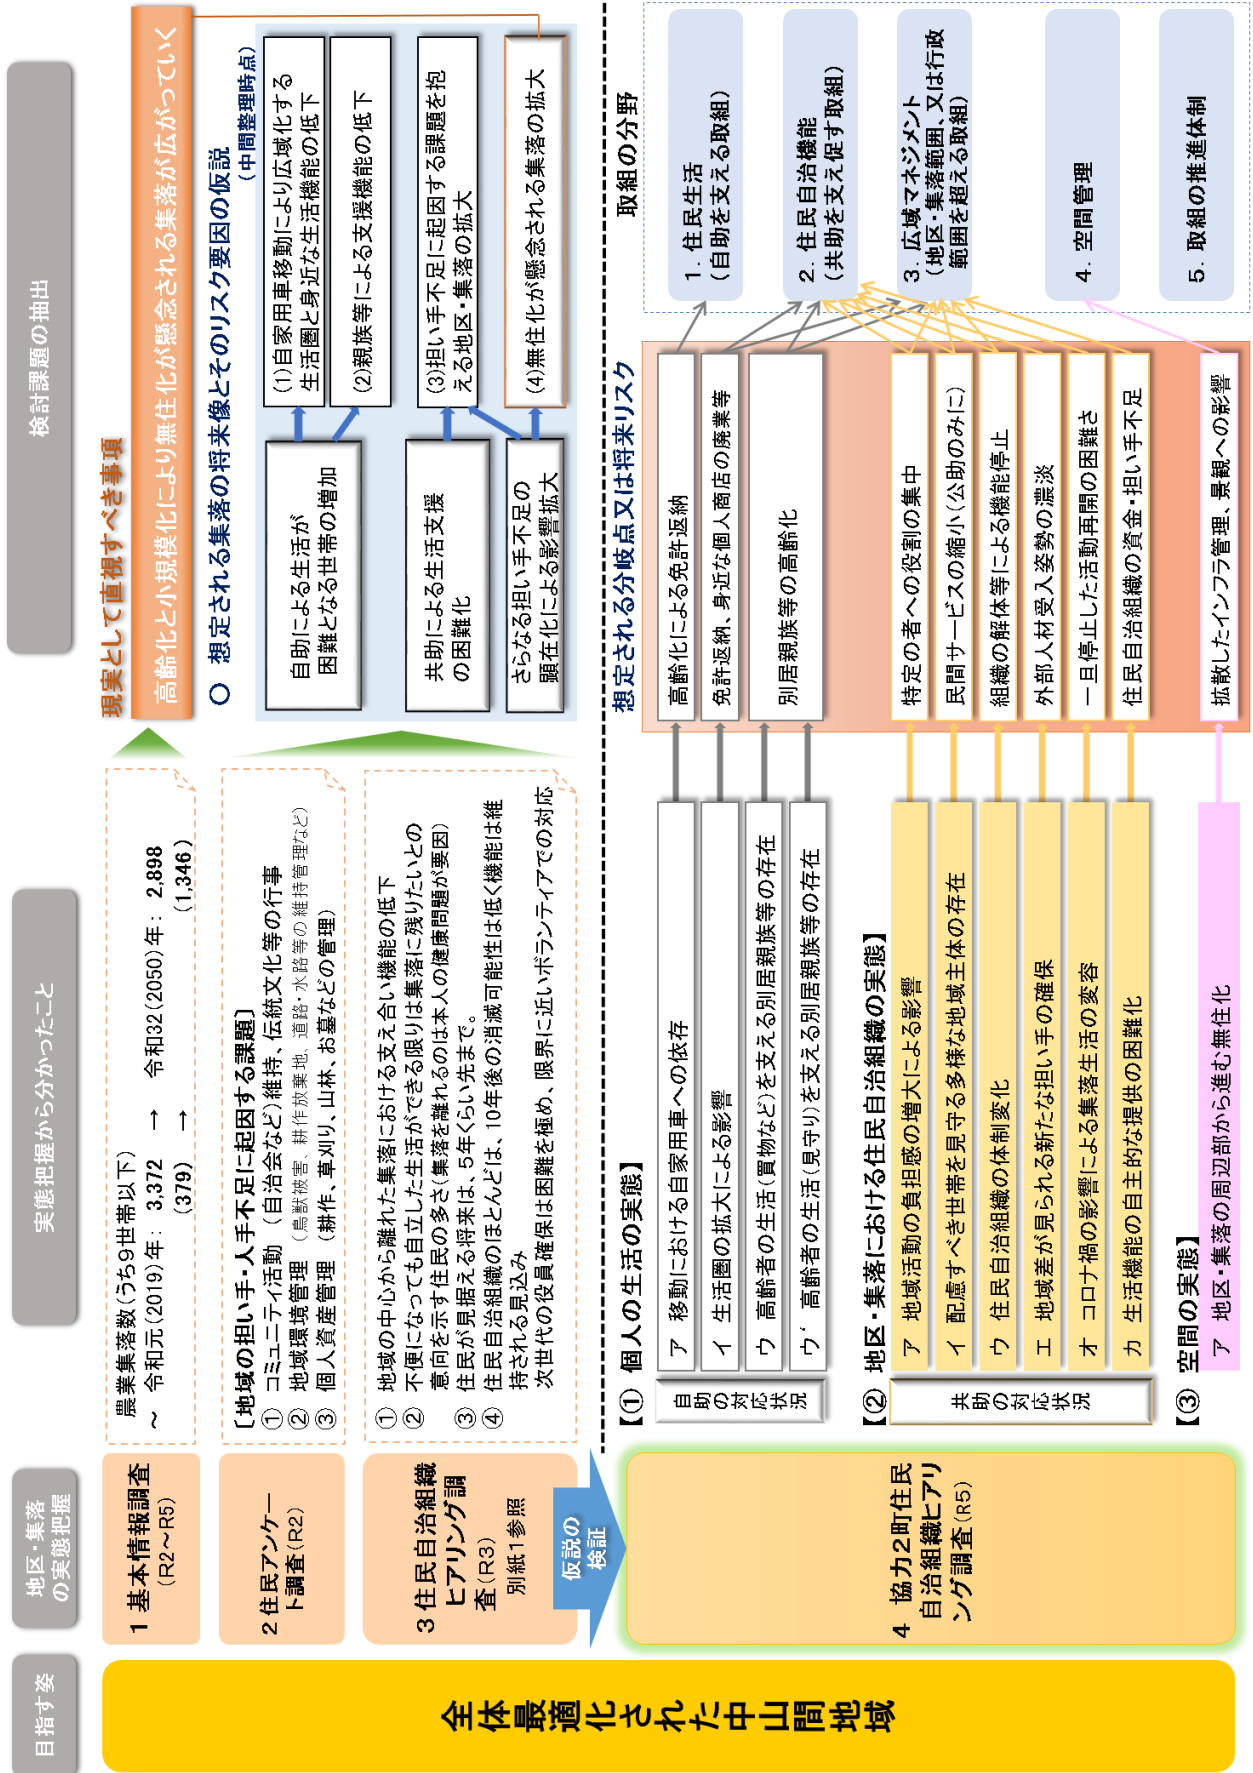 目指す姿
地区・集落
の実態把握
実態把握から分かったこと
検討課題の抽出
全体最適化された中山間地域
1 基本情報調査
(R2～R5)
農業集落数(うち9世帯以下)
～ 令和元(2019)年: 3,372 → 令和32(2050)年: 2,898
(379) → (1,346)
現実として直視すべき事項
高齢化と小規模化により無住化が懸念される集落が広がっていく
2 住民アンケー
ト調査(R2)
[地域の担い手・人手不足に起因する課題]
① コミュニティ活動 (自治会など)維持、伝統文化等の行事
② 地域環境管理 (鳥獣被害、耕作放棄地、道路・水路等の維持管理など)
③ 個人資産管理 (耕作、草刈り、山林、お墓などの管理)
3 住民自治組織
ヒアリング調
査(R3)
別紙1参照
① 地域の中心から離れた集落における支え合い機能の低下
② 不便になっても自立した生活ができる限りは集落に残りたいとの
意向を示す住民の多さ(集落を離れるのは本人の健康問題が要因)
③ 住民が見据える将来は、5年くらい先まで。
④ 住民自治組織のほとんどは、10年後の消滅可能性は低く機能は維
持される見込み
次世代の役員確保は困難を極め、限界に近いボランティアでの対応
○ 想定される集落の将来像とそのリスク要因の仮説
(中間整理時点)
自助による生活が
困難となる世帯の増加
共助による生活支援
の困難化
さらなる担い手不足の
顕在化による影響拡大
(1)自家用車移動により広域化する
生活圏と身近な生活機能の低下
(2)親族等による支援機能の低下
(3)担い手不足に起因する課題を抱
える地区・集落の拡大
(4)無住化が懸念される集落の拡大
仮説の
検証
4 協力2町住民
自治組織ヒアリ
ング調査(R5)
【① 個人の生活の実態】
自助の対応状況
ア 移動における自家用車への依存
イ 生活圏の拡大による影響
ウ 高齢者の生活(買物など)を支える別居親族等の存在
ウ' 高齢者の生活(見守り)を支える別居親族等の存在
【② 地区・集落における住民自治組織の実態】
共助の対応状況
ア 地域活動の負担感の増大による影響
イ 配慮すべき世帯を見守る多様な地域主体の存在
ウ 住民自治組織の体制変化
エ 地域差が見られる新たな担い手の確保
オ コロナ禍の影響による集落生活の変容
カ 生活機能の自主的な提供の困難化
【③ 空間の実態】
ア 地区・集落の周辺部から進む無住化
想定される分岐点又は将来リスク
高齢化による免許返納
免許返納、身近な個人商店の廃業等
別居親族等の高齢化
特定の者への役割の集中
民間サービスの縮小(公助のみに)
組織の解体等による機能停止
外部人材受入姿勢の濃淡
一旦停止した活動再開の困難さ
住民自治組織の資金・担い手不足
拡散したインフラ管理、景観への影響
取組の分野
1. 住民生活
(自助を支える取組)
2. 住民自治機能
(共助を支え促す取組)
3. 広域マネジメント
(地区・集落範囲、又は行政
範囲を超える取組)
4. 空間管理
5. 取組の推進体制